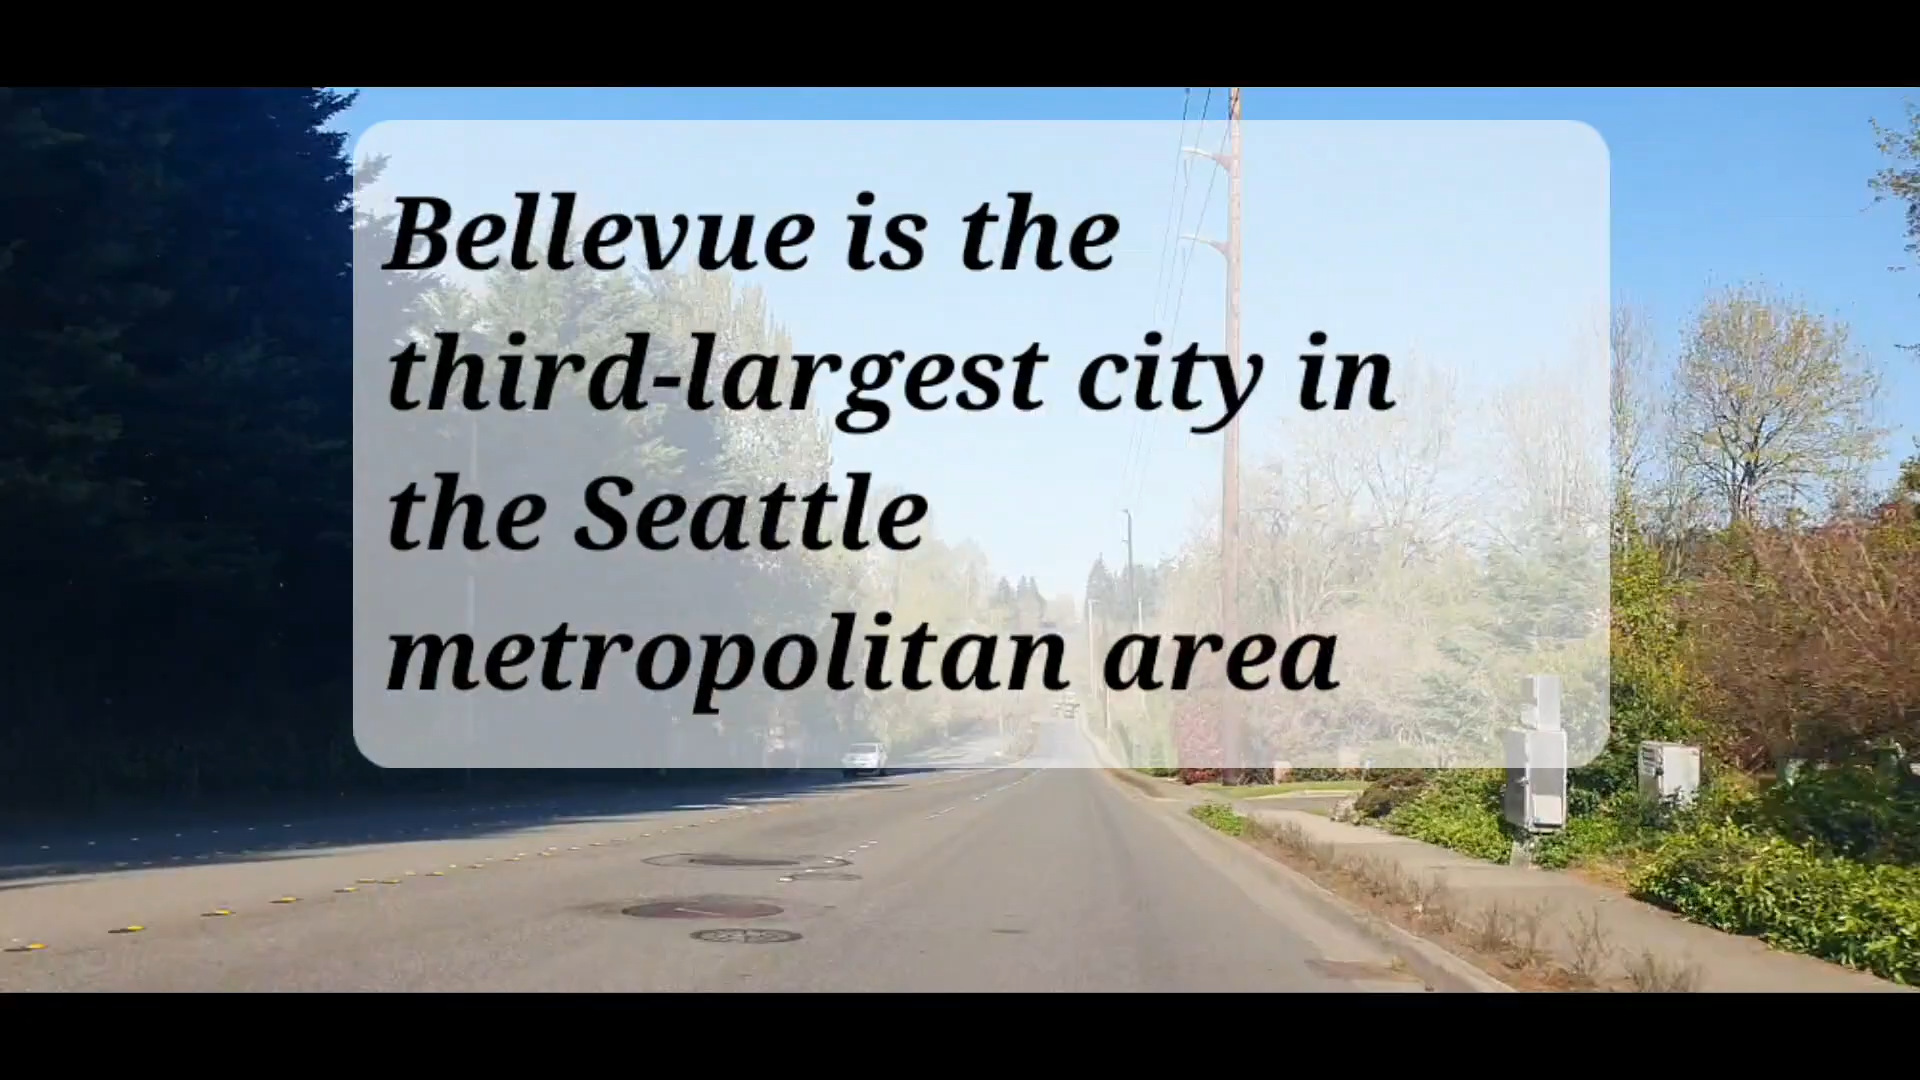 Bellevue is the
third-largest city in
the Seattle
metropolitan area